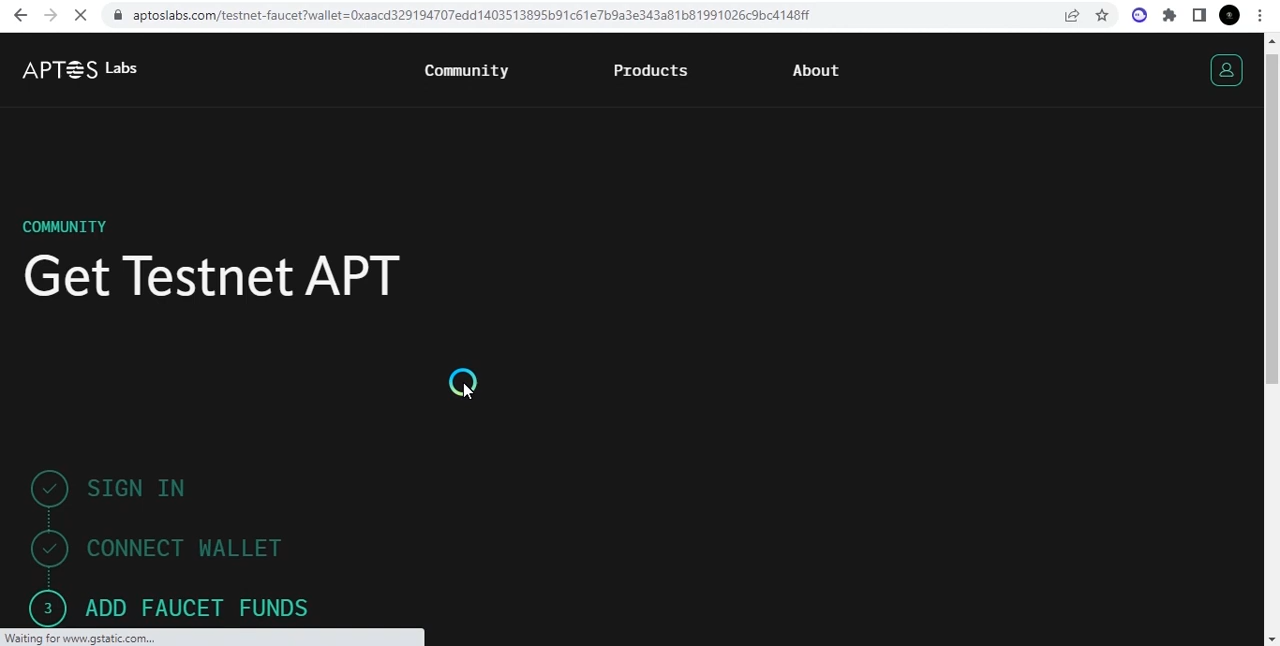 aptoslabs.com/testnet-faucet?wallet=0xaacd329194707edd1403513895b91c61e7b9a3e343a81b81991026c9bc4148ff
APTOS Labs
Community
Products
About
COMMUNITY
Get Testnet APT
SIGN IN
CONNECT WALLET
3 ADD FAUCET FUNDS
Waiting for www.gstatic.com...